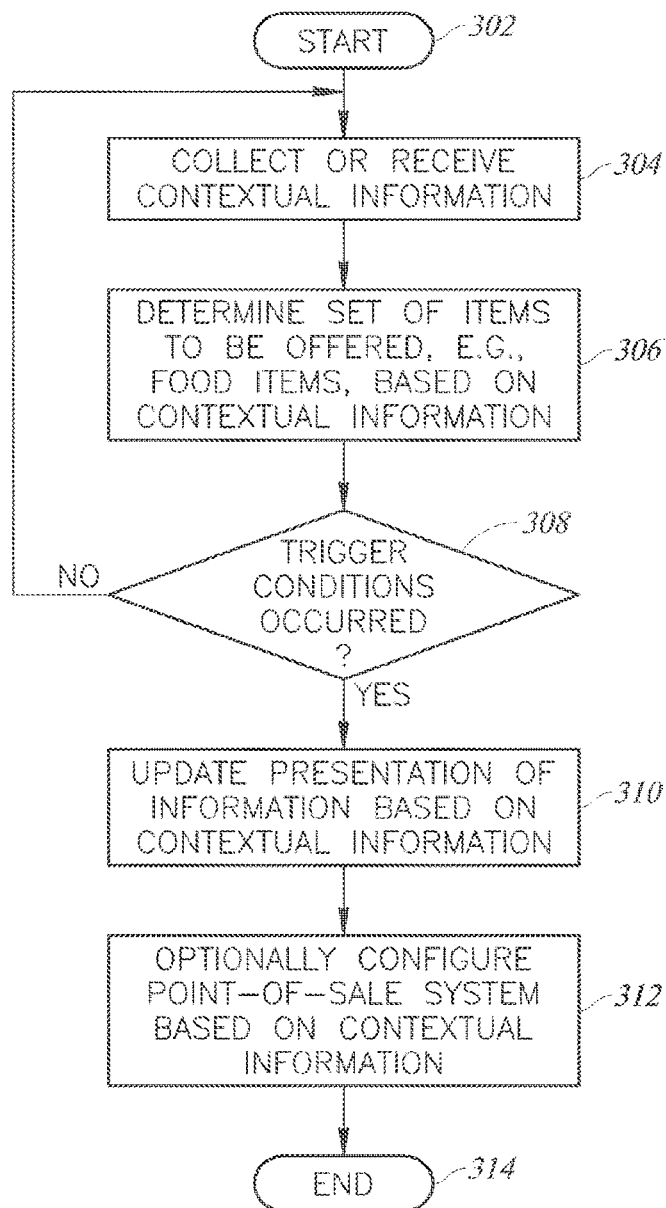 START
302
COLLECT OR RECEIVE
CONTEXTUAL INFORMATION
304
DETERMINE SET OF ITEMS
TO BE OFFERED, E.G.,
FOOD ITEMS, BASED ON
CONTEXTUAL INFORMATION
306
308
TRIGGER
CONDITIONS
OCCURRED
?
NO
YES
UPDATE PRESENTATION OF
INFORMATION BASED ON
CONTEXTUAL INFORMATION
310
OPTIONALLY CONFIGURE
POINT–OF–SALE SYSTEM
BASED ON CONTEXTUAL
INFORMATION
312
END
314